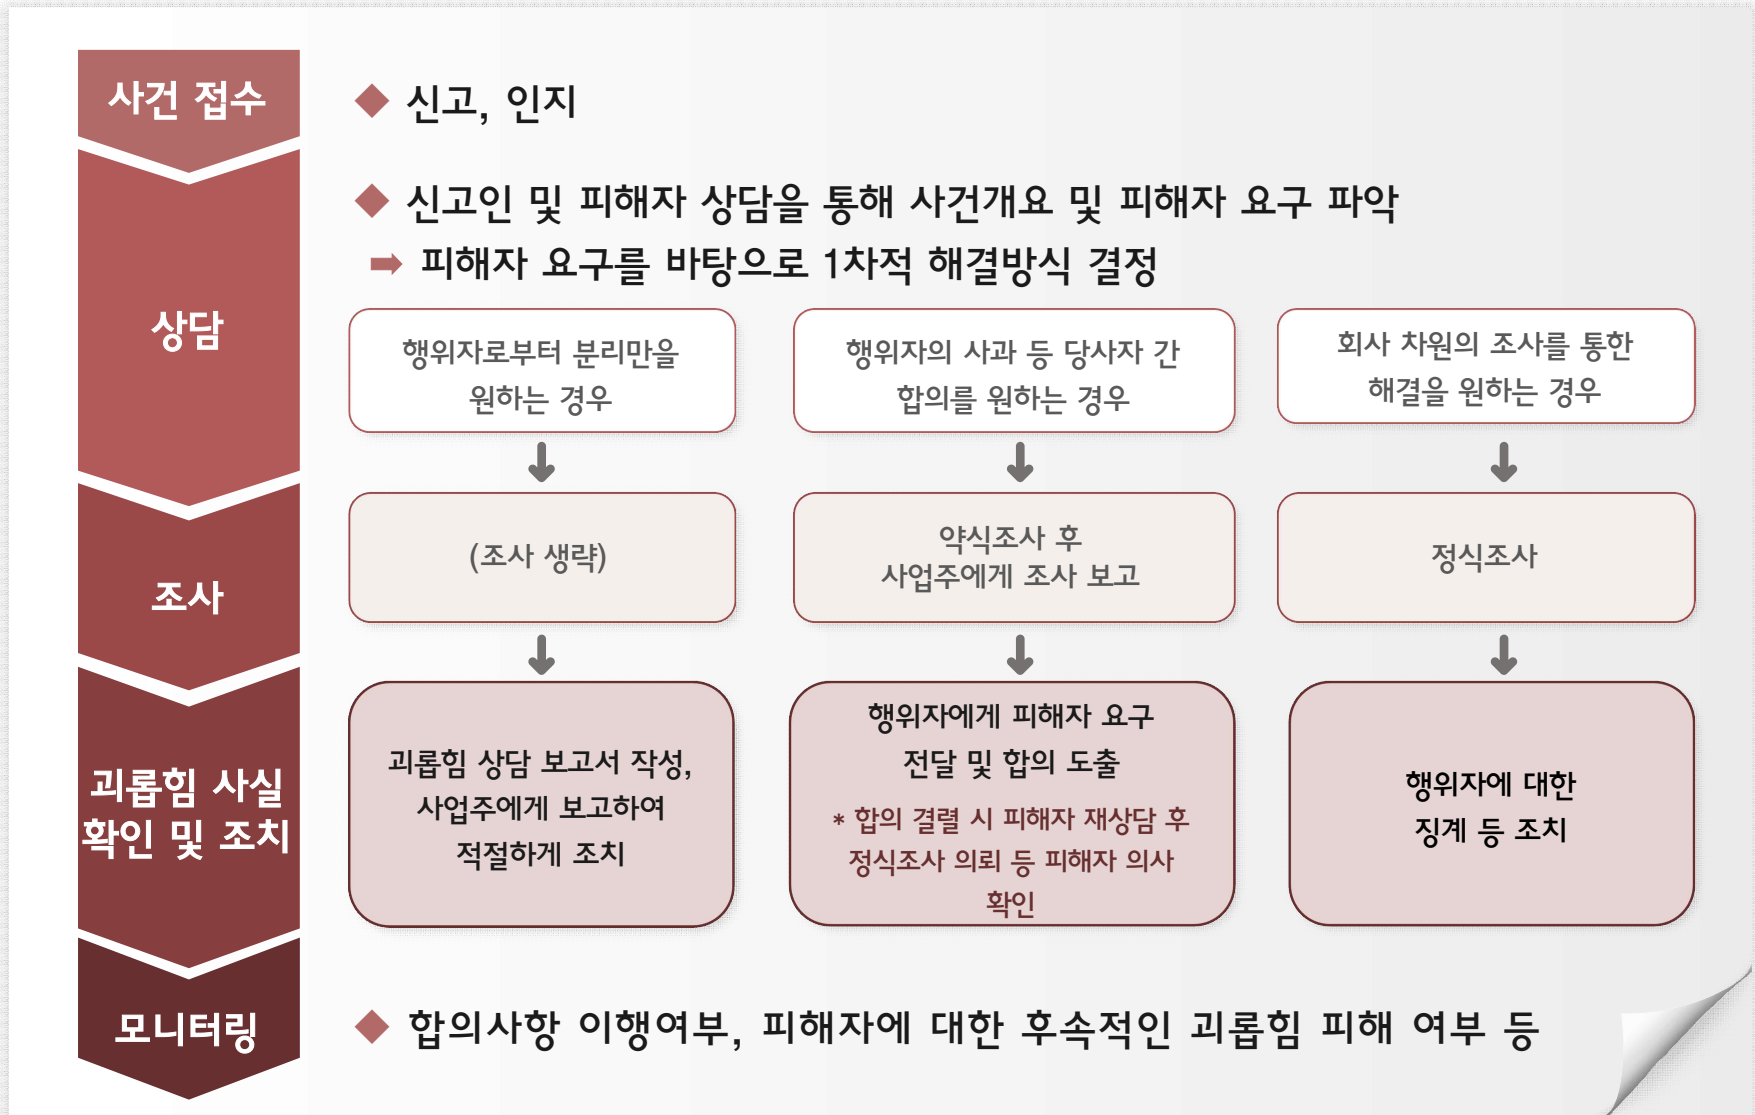 사건 접수
◆ 신고, 인지
상담
◆ 신고인 및 피해자 상담을 통해 사건개요 및 피해자 요구 파악
➡ 피해자 요구를 바탕으로 1차적 해결방식 결정
행위자로부터 분리만을
원하는 경우
행위자의 사과 등 당사자 간
합의를 원하는 경우
회사 차원의 조사를 통한
해결을 원하는 경우
조사
(조사 생략)
약식조사 후
사업주에게 조사 보고
정식조사
괴롭힘 사실
확인 및 조치
괴롭힘 상담 보고서 작성,
사업주에게 보고하여
적절하게 조치
행위자에게 피해자 요구
전달 및 합의 도출
* 합의 결렬 시 피해자 재상담 후
정식조사 의뢰 등 피해자 의사
확인
행위자에 대한
징계 등 조치
모니터링
◆ 합의사항 이행여부, 피해자에 대한 후속적인 괴롭힘 피해 여부 등